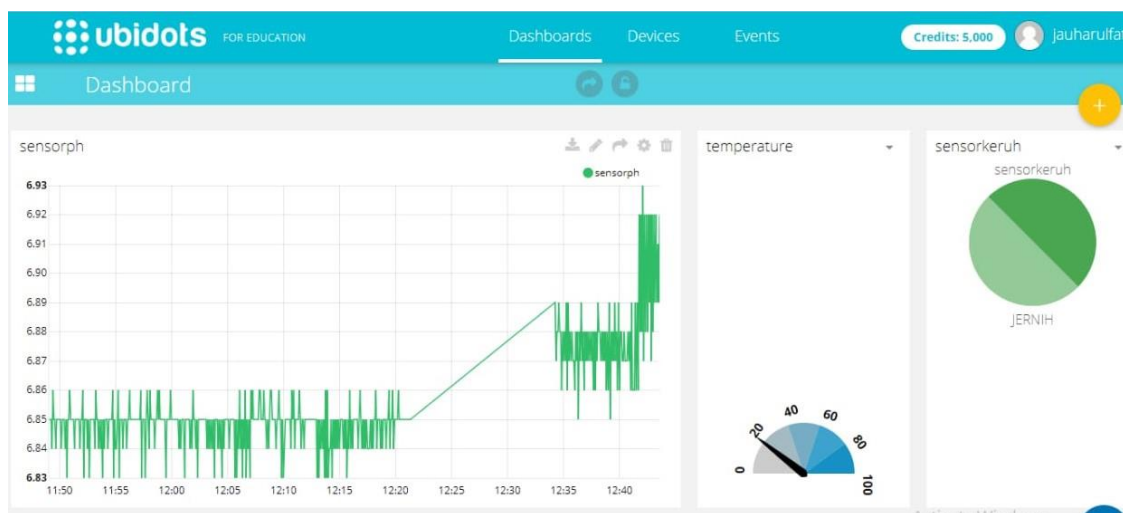 ubidots FOR EDUCATION Dashboards Devices Events Credits: 5,000
Dashboard
+
sensorph
sensorph
6.93
6.92
6.91
6.90
6.89
6.88
6.87
6.86
6.85
6.84
6.83
11:50 11:55 12:00 12:05 12:10 12:15 12:20 12:25 12:30 12:35 12:40
temperature
0 20 40 60 80 100
sensorkeruh
sensorkeruh
JERNIH